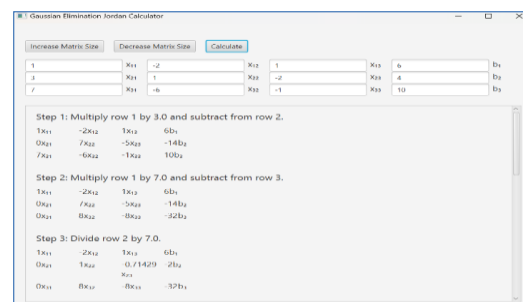 Gaussian Elimination Jordan Calculator
Increase Matrix Size Decrease Matrix Size Calculate
1 x₁₁ -2 x₁₂ 1 x₁₃ 6 b₁
3 x₂₁ 1 x₂₂ -2 x₂₃ 4 b₂
7 x₃₁ -6 x₃₂ -1 x₃₃ 10 b₃
Step 1: Multiply row 1 by 3.0 and subtract from row 2.
1x₁₁ -2x₁₂ 1x₁₃ 6b₁
0x₂₁ 7x₂₂ -5x₂₃ -14b₂
7x₃₁ -6x₃₂ -1x₃₃ 10b₃
Step 2: Multiply row 1 by 7.0 and subtract from row 3.
1x₁₁ -2x₁₂ 1x₁₃ 6b₁
0x₂₁ 7x₂₂ -5x₂₃ -14b₂
0x₃₁ 8x₃₂ -8x₃₃ -32b₃
Step 3: Divide row 2 by 7.0.
1x₁₁ -2x₁₂ 1x₁₃ 6b₁
0x₂₁ 1x₂₂ -0.71429 -2b₂
x₂₃
0x₃₁ 8x₃₂ -8x₃₃ -32b₃